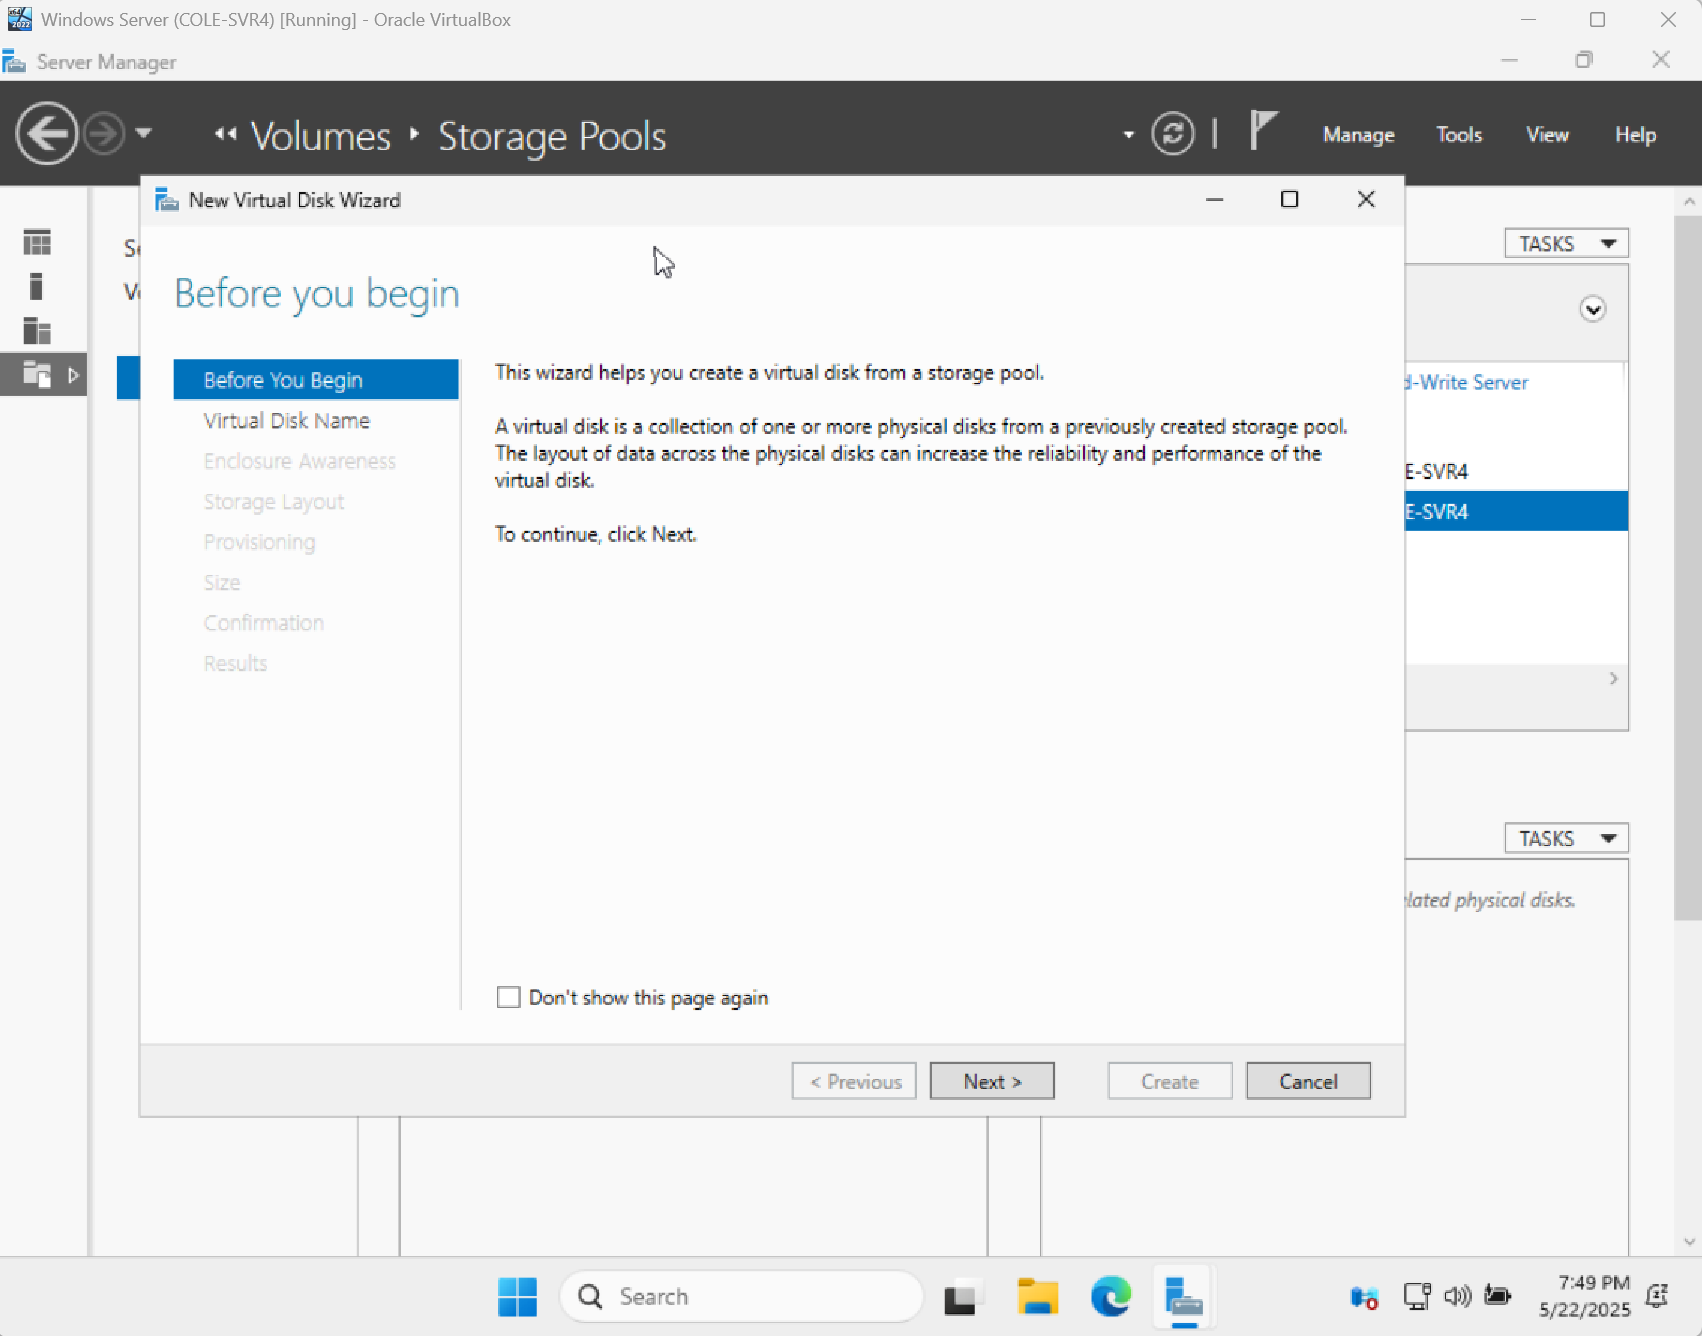 Windows Server (COLE-SVR4) [Running] - Oracle VirtualBox
Server Manager
Volumes
Storage Pools
Manage
Tools
View
Help
New Virtual Disk Wizard
TASKS
Before you begin
Before You Begin
Virtual Disk Name
Enclosure Awareness
Storage Layout
Provisioning
Size
Confirmation
Results
This wizard helps you create a virtual disk from a storage pool.
A virtual disk is a collection of one or more physical disks from a previously created storage pool.
The layout of data across the physical disks can increase the reliability and performance of the
virtual disk.
To continue, click Next.
Don't show this page again
< Previous
Next >
Create
Cancel
d-Write Server
E-SVR4
E-SVR4
TASKS
lated physical disks.
Search
7:49 PM
5/22/2025